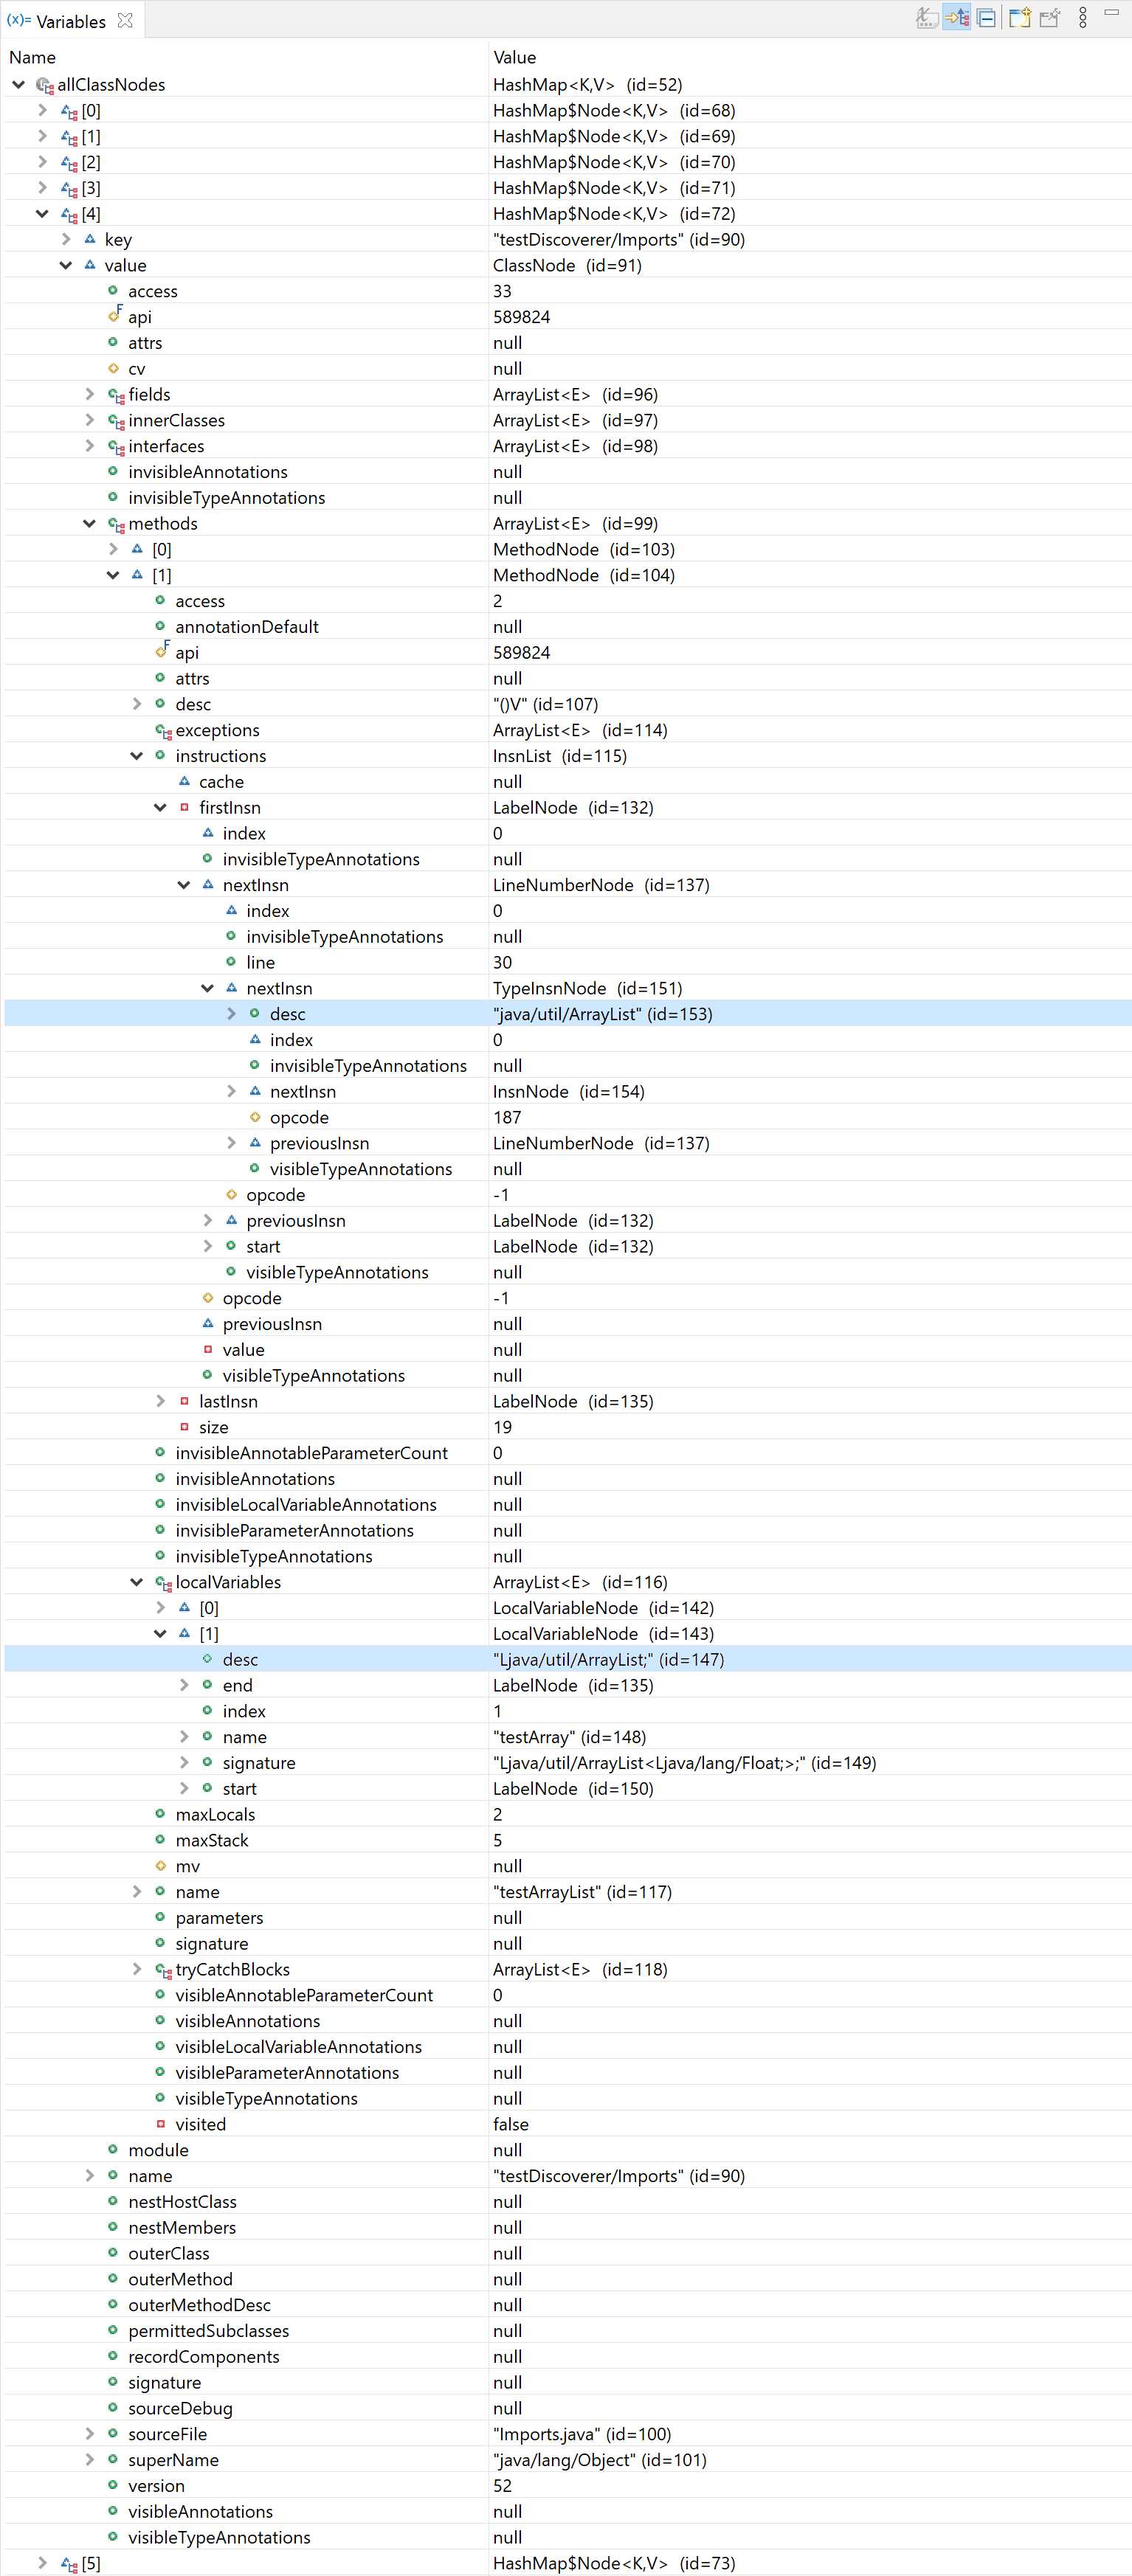 (x)= Variables
Name Value
allClassNodes HashMap<K,V> (id=52)
[0] HashMap$Node<K,V> (id=68)
[1] HashMap$Node<K,V> (id=69)
[2] HashMap$Node<K,V> (id=70)
[3] HashMap$Node<K,V> (id=71)
[4] HashMap$Node<K,V> (id=72)
key "testDiscoverer/Imports" (id=90)
value ClassNode (id=91)
access 33
F api 589824
attrs null
cv null
fields ArrayList<E> (id=96)
innerClasses ArrayList<E> (id=97)
interfaces ArrayList<E> (id=98)
invisibleAnnotations null
invisibleTypeAnnotations null
methods ArrayList<E> (id=99)
[0] MethodNode (id=103)
[1] MethodNode (id=104)
access 2
annotationDefault null
F api 589824
attrs null
desc "()V" (id=107)
exceptions ArrayList<E> (id=114)
instructions InsnList (id=115)
cache null
firstInsn LabelNode (id=132)
index 0
invisibleTypeAnnotations null
nextInsn LineNumberNode (id=137)
index 0
invisibleTypeAnnotations null
line 30
nextInsn TypeInsnNode (id=151)
desc "java/util/ArrayList" (id=153)
index 0
invisibleTypeAnnotations null
nextInsn InsnNode (id=154)
opcode 187
previousInsn LineNumberNode (id=137)
visibleTypeAnnotations null
opcode -1
previousInsn LabelNode (id=132)
start LabelNode (id=132)
visibleTypeAnnotations null
opcode -1
previousInsn null
value null
visibleTypeAnnotations null
lastInsn LabelNode (id=135)
size 19
invisibleAnnotableParameterCount 0
invisibleAnnotations null
invisibleLocalVariableAnnotations null
invisibleParameterAnnotations null
invisibleTypeAnnotations null
localVariables ArrayList<E> (id=116)
[0] LocalVariableNode (id=142)
[1] LocalVariableNode (id=143)
desc "Ljava/util/ArrayList;" (id=147)
end LabelNode (id=135)
index 1
name "testArray" (id=148)
signature "Ljava/util/ArrayList<Ljava/lang/Float;>;" (id=149)
start LabelNode (id=150)
maxLocals 2
maxStack 5
mv null
name "testArrayList" (id=117)
parameters null
signature null
tryCatchBlocks ArrayList<E> (id=118)
visibleAnnotableParameterCount 0
visibleAnnotations null
visibleLocalVariableAnnotations null
visibleParameterAnnotations null
visibleTypeAnnotations null
visited false
module null
name "testDiscoverer/Imports" (id=90)
nestHostClass null
nestMembers null
outerClass null
outerMethod null
outerMethodDesc null
permittedSubclasses null
recordComponents null
signature null
sourceDebug null
sourceFile "Imports.java" (id=100)
superName "java/lang/Object" (id=101)
version 52
visibleAnnotations null
visibleTypeAnnotations null
[5] HashMap$Node<K,V> (id=73)